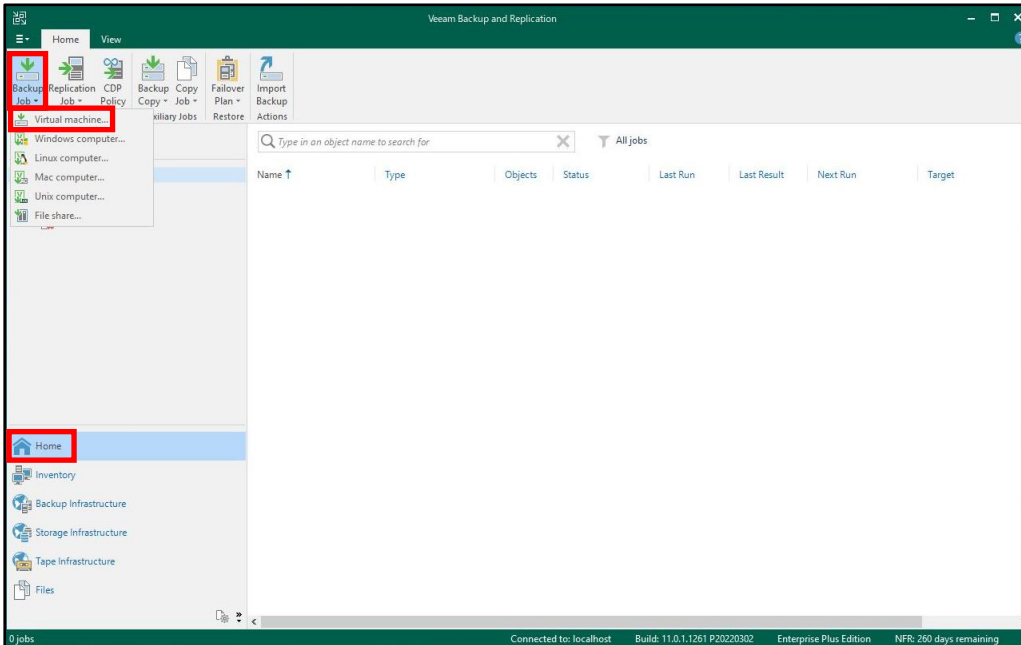 Veeam Backup and Replication
Home View
Backup Job
Replication Job
CDP Policy
Backup Copy
Copy Job
Failover Plan
Import Backup
xiliary Jobs Restore Actions
Virtual machine...
Windows computer...
Linux computer...
Mac computer...
Unix computer...
File share...
Type in an object name to search for
All jobs
Name Type Objects Status Last Run Last Result Next Run Target
Home
Inventory
Backup Infrastructure
Storage Infrastructure
Tape Infrastructure
Files
0 jobs Connected to: localhost Build: 11.0.1.1261 P20220302 Enterprise Plus Edition NFR: 260 days remaining